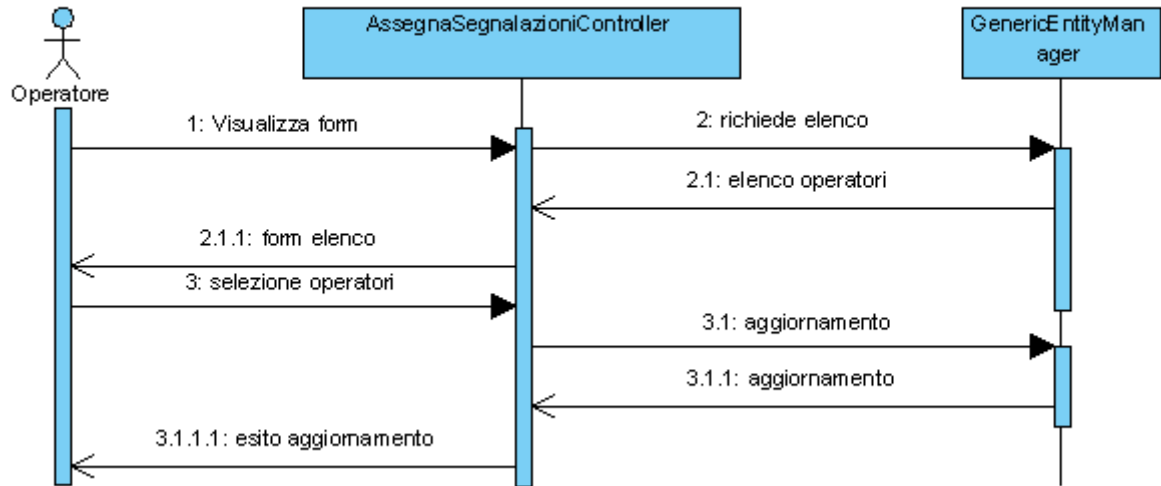 AssegnaSegnalazioniController
GenericEntityMan
ager
Operatore
1: Visualizza form
2: richiede elenco
2.1: elenco operatori
2.1.1: form elenco
3: selezione operatori
3.1: aggiornamento
3.1.1: aggiornamento
3.1.1.1: esito aggiornamento